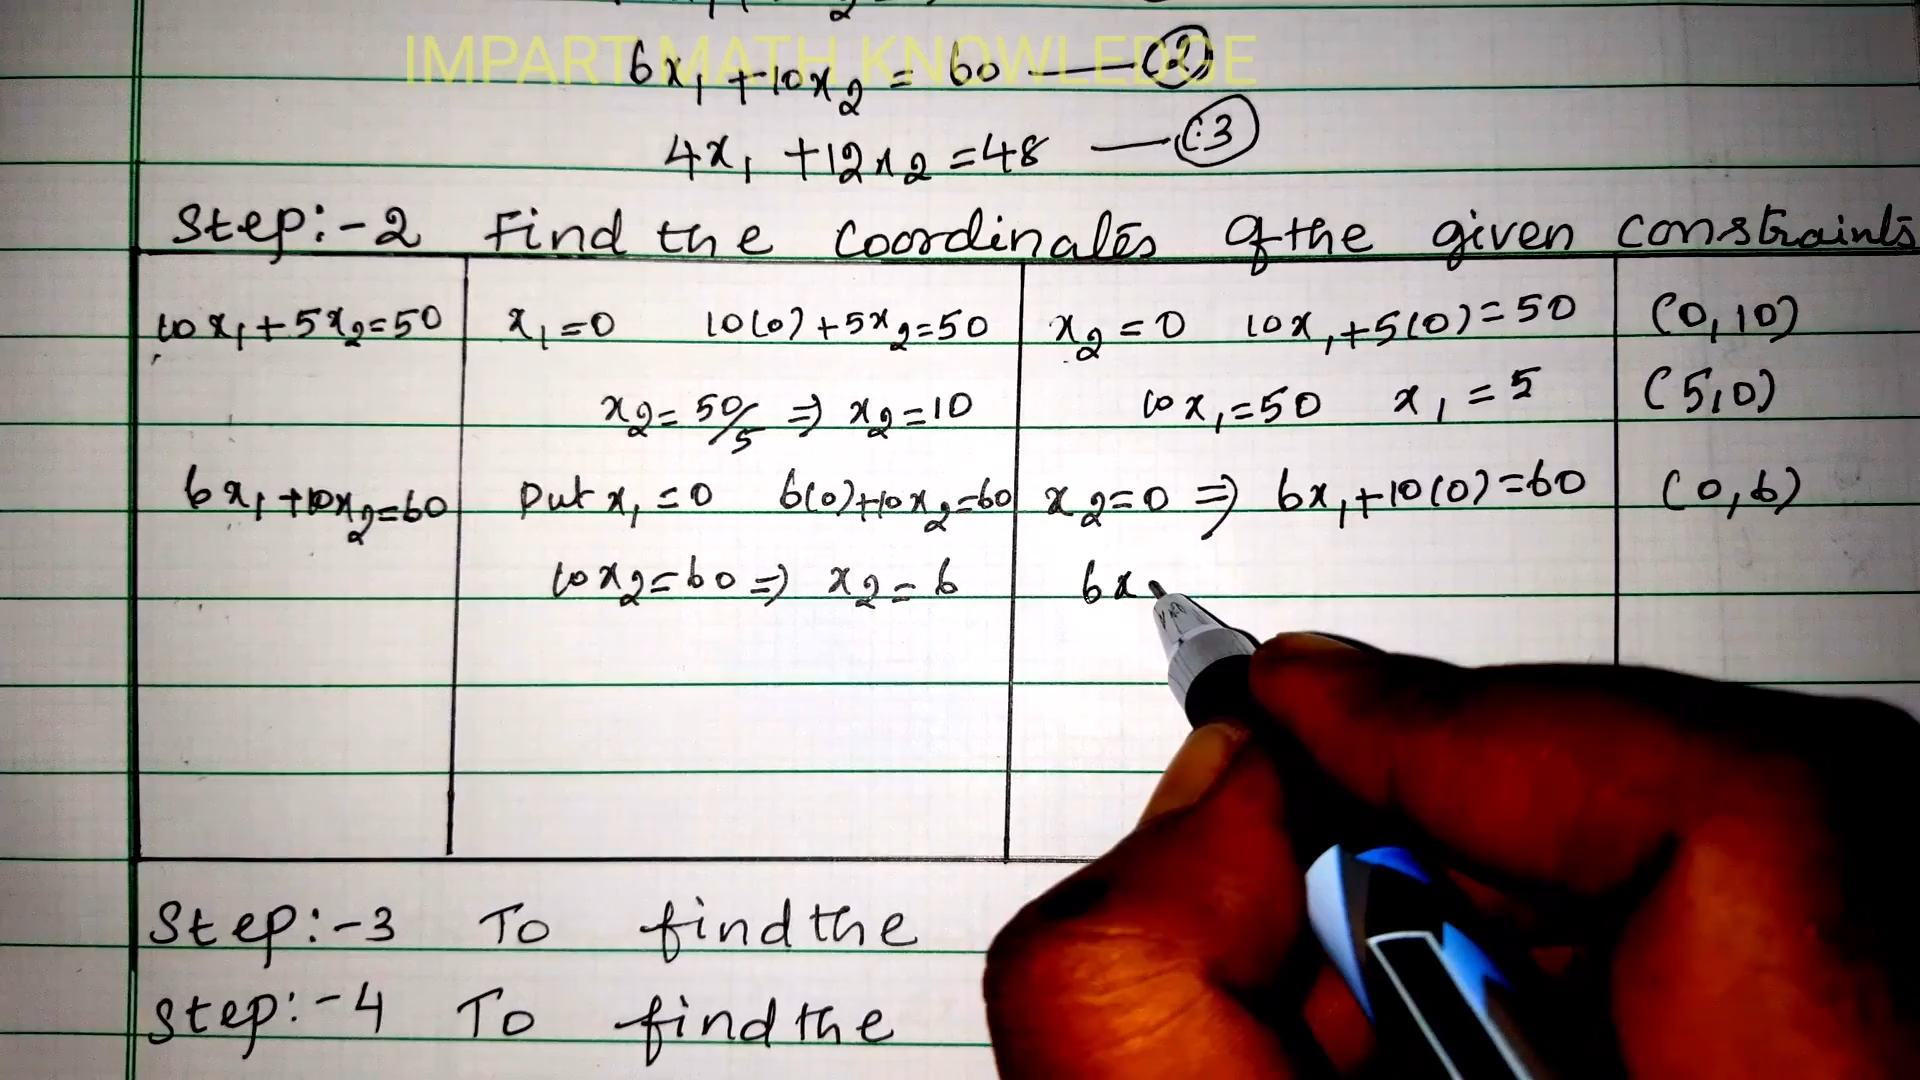 IMPART MATH KNOWLEDGE
6x₁ + 10x₂ = 60 — (2)
4x₁ + 12x₂ = 48 — (3)
Step:-2 Find the coordinates of the given constraints
10x₁ + 5x₂ = 50 x₁ = 0 10(0) + 5x₂ = 50 x₂ = 0 10x₁ + 5(0) = 50 (0,10)
x₂ = 50/5 ⇒ x₂ = 10 10x₁ = 50 x₁ = 5 (5,0)
6x₁ + 10x₂ = 60 Put x₁ = 0 6(0) + 10x₂ = 60 x₂ = 0 ⇒ 6x₁ + 10(0) = 60 (0,6)
10x₂ = 60 ⇒ x₂ = 6 6x
Step:-3 To find the
Step:-4 To find the